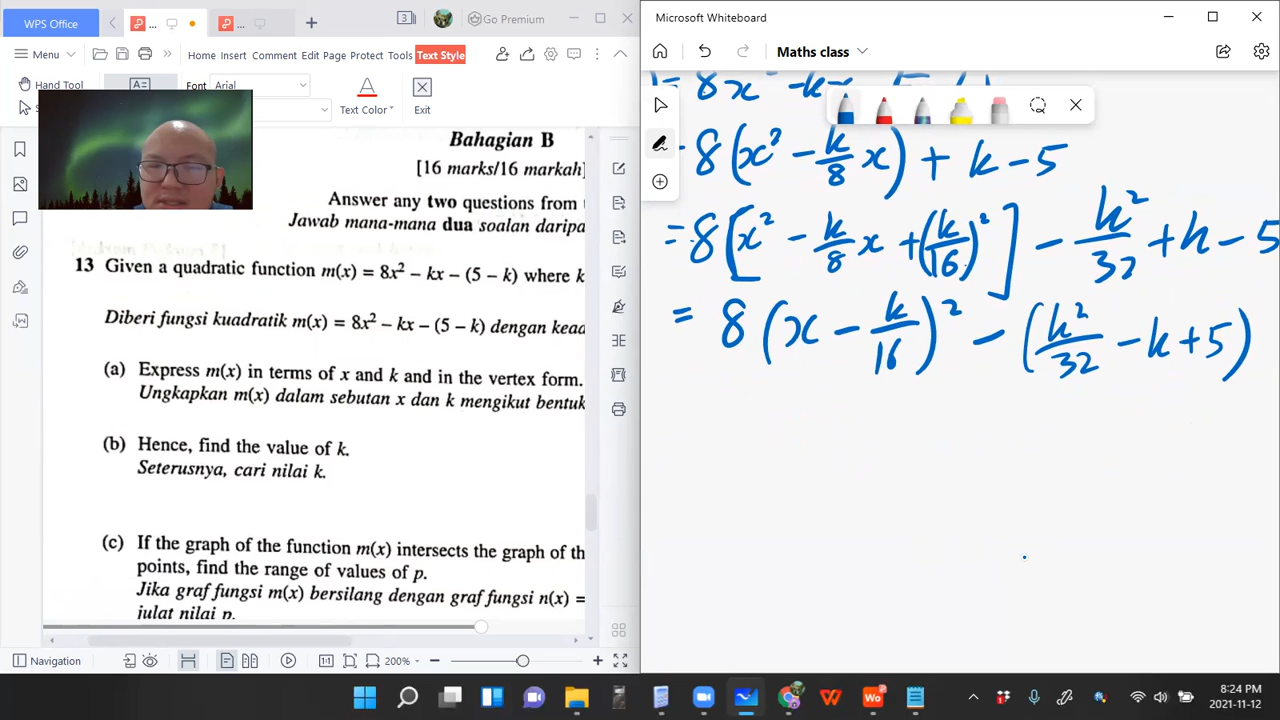 WPS Office
...
...
3
Go Premium
Microsoft Whiteboard
Menu
Home Insert Comment Edit Page Protect Text Style
Maths class
Hand Tool
Font Arial
Text Color
Exit
Bahagian B
[16 marks/16 markah]
Answer any two questions from
Jawab mana-mana dua soalan daripa
13 Given a quadratic function m(x) = 8x² – kx – (5 – k) where k
Diberi fungsi kuadratik m(x) = 8x² – kx – (5 – k) dengan kead
(a) Express m(x) in terms of x and k and in the vertex form.
Ungkapkan m(x) dalam sebutan x dan k mengikut bentuk
(b) Hence, find the value of k.
Seterusnya, cari nilai k.
(c) If the graph of the function m(x) intersects the graph of th
points, find the range of values of p.
Jika graf fungsi m(x) bersilang dengan graf fungsi n(x) =
julat nilai p.
8(x² – k/8 x) + k – 5
= 8[x² – k/8 x + (k/16)²] – k²/32 + k – 5
= 8(x – k/16)² – (k²/32 – k + 5)
Navigation
200%
8:24 PM
2021-11-12